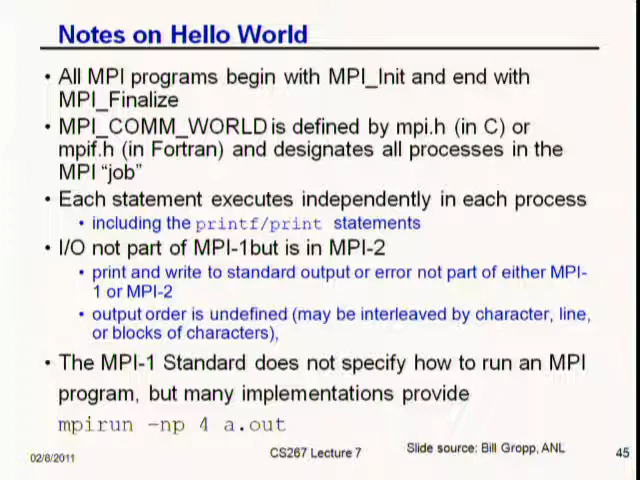 Notes on Hello World
• All MPI programs begin with MPI_Init and end with
MPI_Finalize
• MPI_COMM_WORLD is defined by mpi.h (in C) or
mpif.h (in Fortran) and designates all processes in the
MPI “job”
• Each statement executes independently in each process
• including the printf/print statements
• I/O not part of MPI-1but is in MPI-2
• print and write to standard output or error not part of either MPI-
1 or MPI-2
• output order is undefined (may be interleaved by character, line,
or blocks of characters),
• The MPI-1 Standard does not specify how to run an MPI
program, but many implementations provide
mpirun -np 4 a.out
02/8/2011
CS267 Lecture 7
Slide source: Bill Gropp, ANL
45